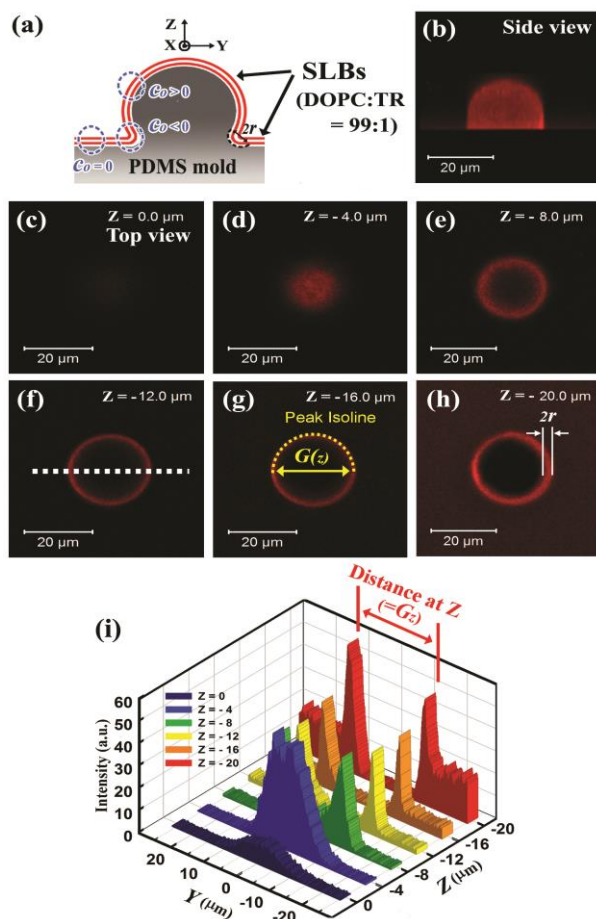 (a)
Z
X
Y
SLBs
(DOPC:TR
= 99:1)
C₀ > 0
C₀ < 0
C₀ = 0
2r
PDMS mold
(b)
Side view
20 μm
(c)
Z = 0.0 μm
Top view
20 μm
(d)
Z = - 4.0 μm
20 μm
(e)
Z = - 8.0 μm
20 μm
(f)
Z = -12.0 μm
20 μm
(g)
Z = -16.0 μm
Peak Isoline
G(z)
20 μm
(h)
Z = - 20.0 μm
2r
20 μm
(i)
Distance at Z
(=Gz)
Intensity (a.u.)
60
50
40
30
20
10
0
Z = 0
Z = - 4
Z = - 8
Z = - 12
Z = - 16
Z = - 20
20
10
0
-10
-20
Y (μm)
0
-4
-8
-12
-16
-20
Z (μm)